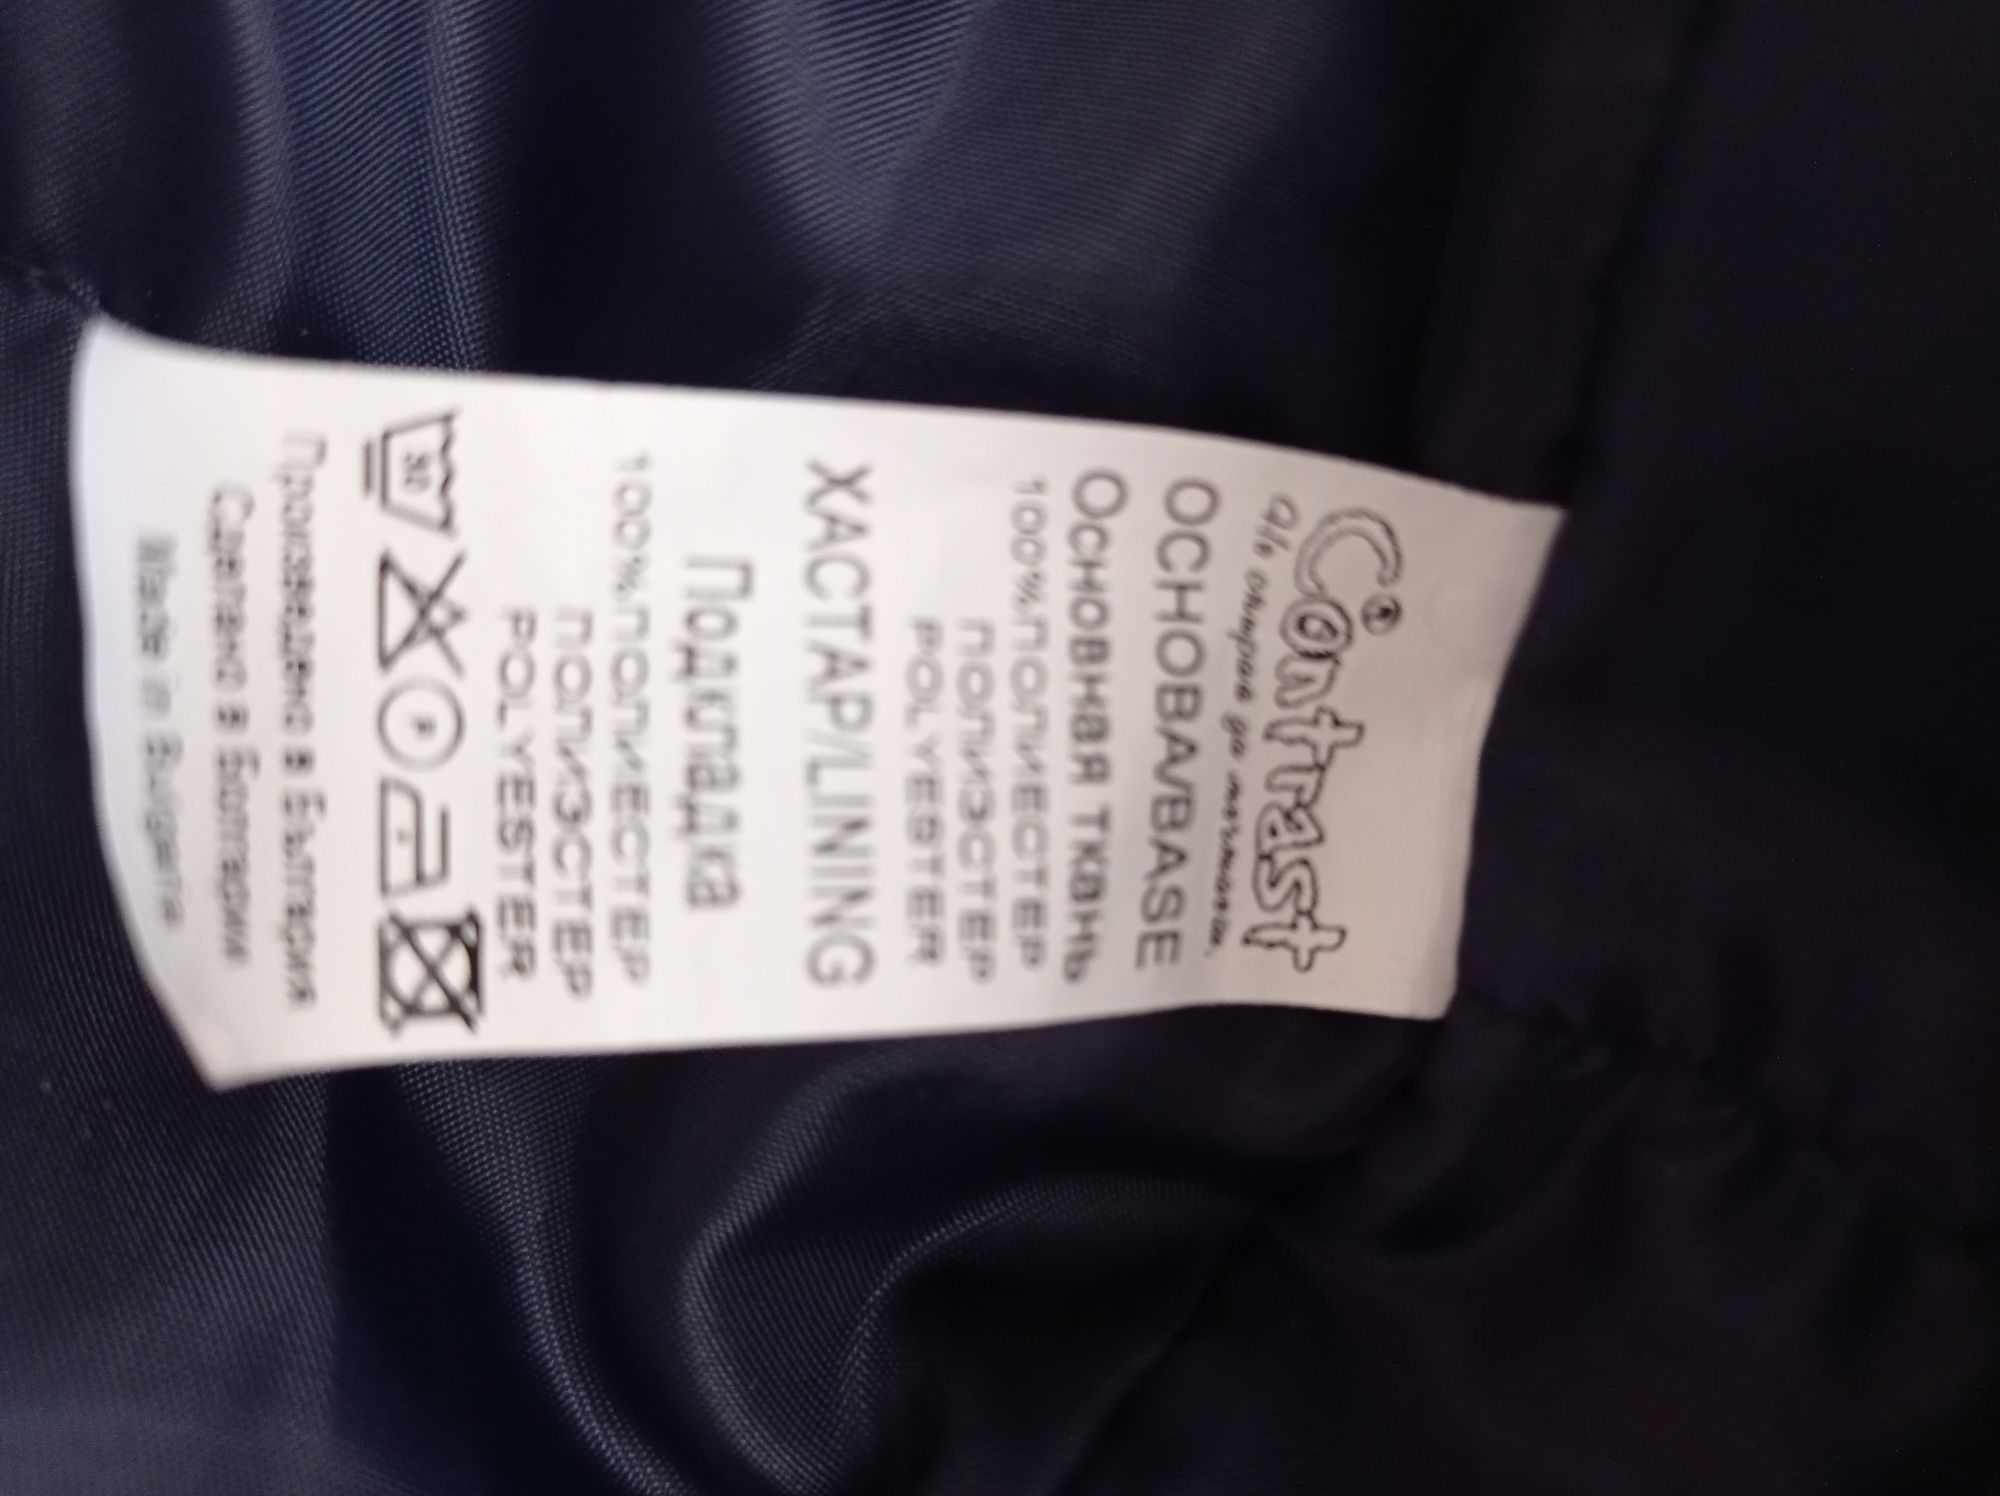 Contrast®
ОСНОВА/BASE
Основная ткань
100%ПОЛИЕСТЕР
ПОЛИЭСТЕР
POLYESTER
ХАСТАР/LINING
Подкладка
100%ПОЛИЕСТЕР
ПОЛИЭСТЕР
POLYESTER
30 P
Произведено в България
Сделано в Болгарии
Made in Bulgaria